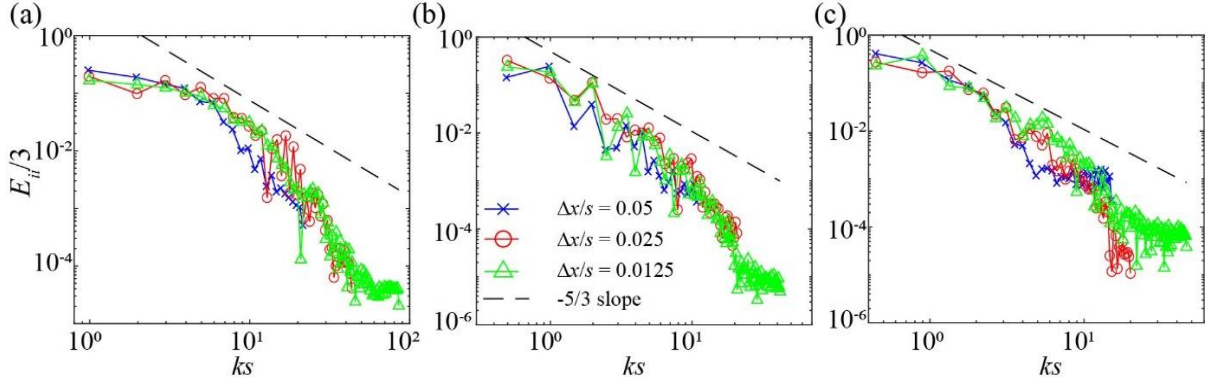 (a)
10^0
10^-2
10^-4
E_ii/3
10^0
10^1
10^2
ks
(b)
10^0
10^-2
10^-4
10^-6
Δx/s = 0.05
Δx/s = 0.025
Δx/s = 0.0125
-5/3 slope
10^0
10^1
ks
(c)
10^0
10^-2
10^-4
10^-6
10^0
10^1
ks